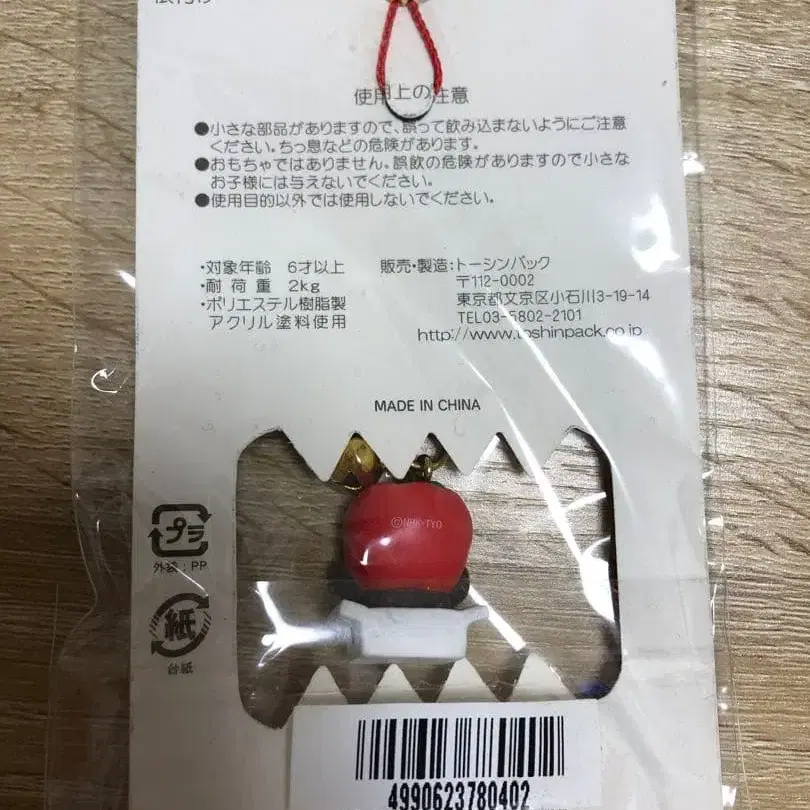 使用上の注意
●小さな部品がありますので、誤って飲み込まないようにご注意
ください。ちっ息などの危険があります。
●おもちゃではありません。誤飲の危険がありますので小さな
お子様には与えないでください。
●使用目的以外では使用しないでください。
・対象年齢 6才以上
・耐荷重 2kg
・ポリエステル樹脂製
アクリル塗料使用
販売・製造：トーシンパック
〒112-0002
東京都文京区小石川3-19-14
TEL03-5802-2101
http://www.toshinpack.co.jp
MADE IN CHINA
プラ
外袋：PP
紙
台紙
4990623780402